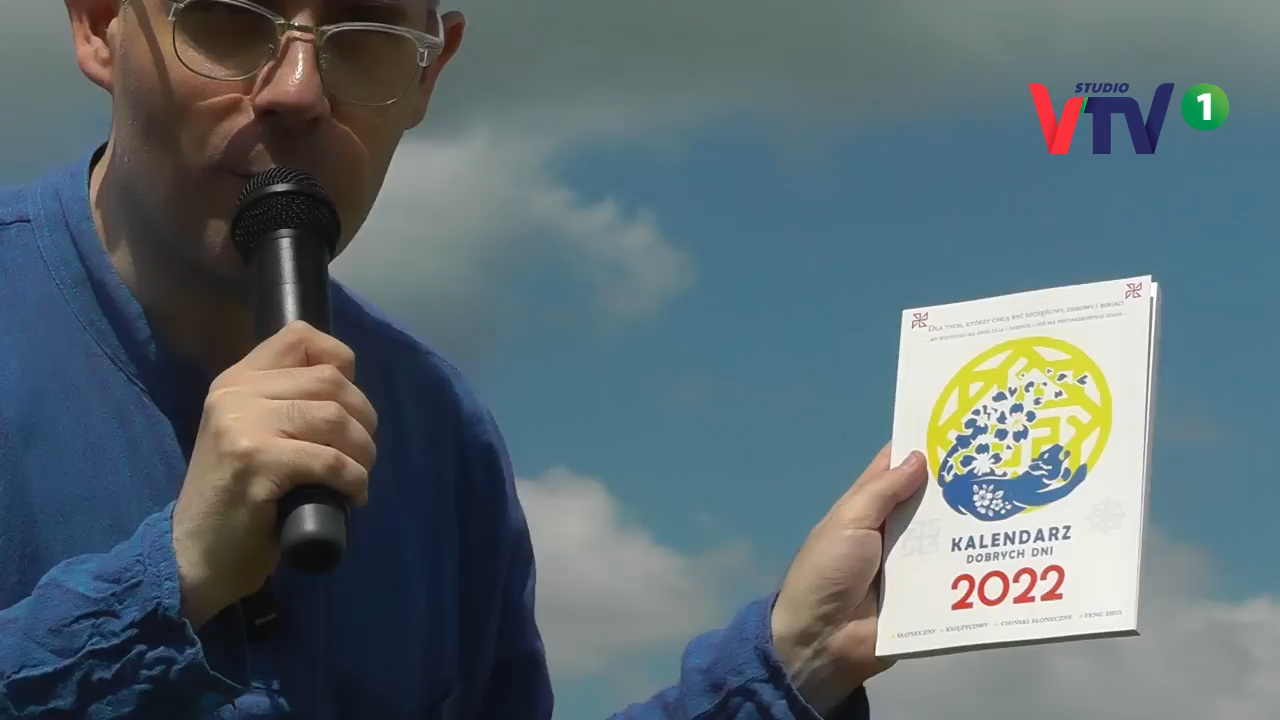 STUDIO
VTV 1
DLA TYCH, KTÓRZY CHCĄ BYĆ SZCZĘŚLIWI, ZDROWI I BOGACI
KALENDARZ
DOBRYCH DNI
2022
SŁONECZNY KSIĘŻYCOWY CHIŃSKI SŁONECZNY FENG SHUI